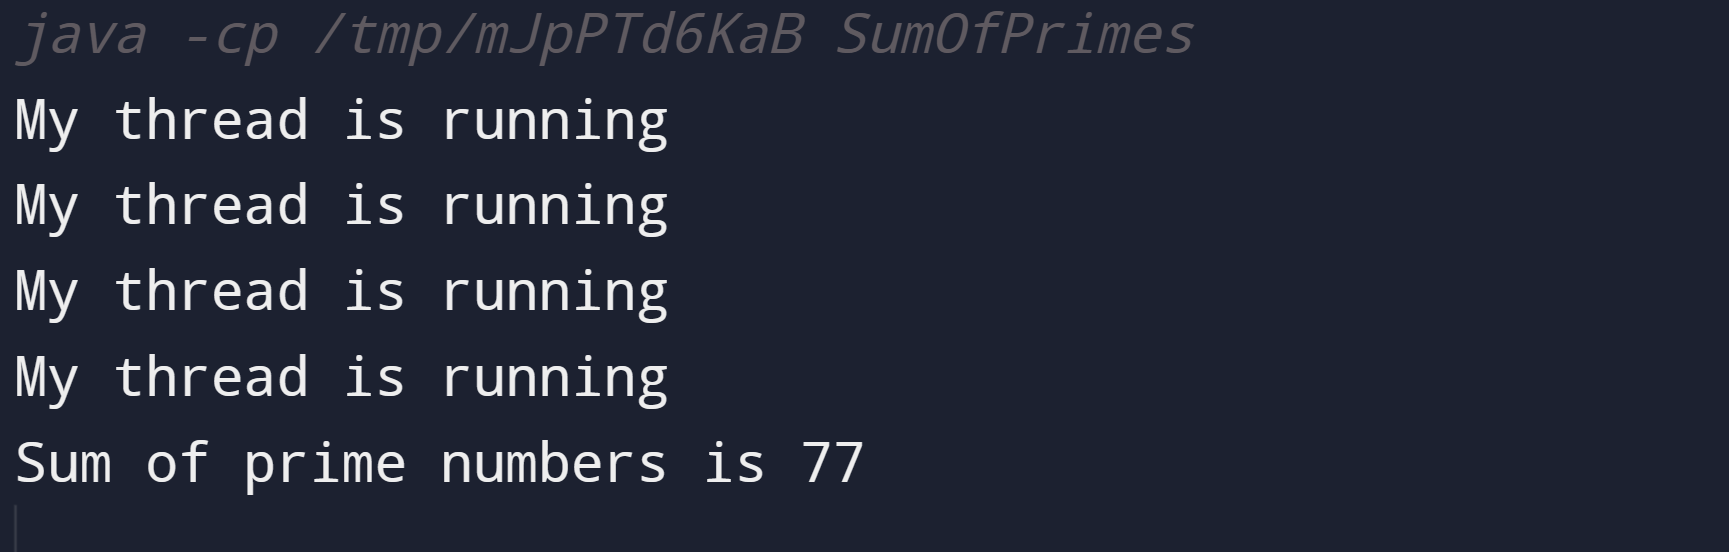 java -cp /tmp/mJpPTd6KaB SumOfPrimes
My thread is running
My thread is running
My thread is running
My thread is running
Sum of prime numbers is 77